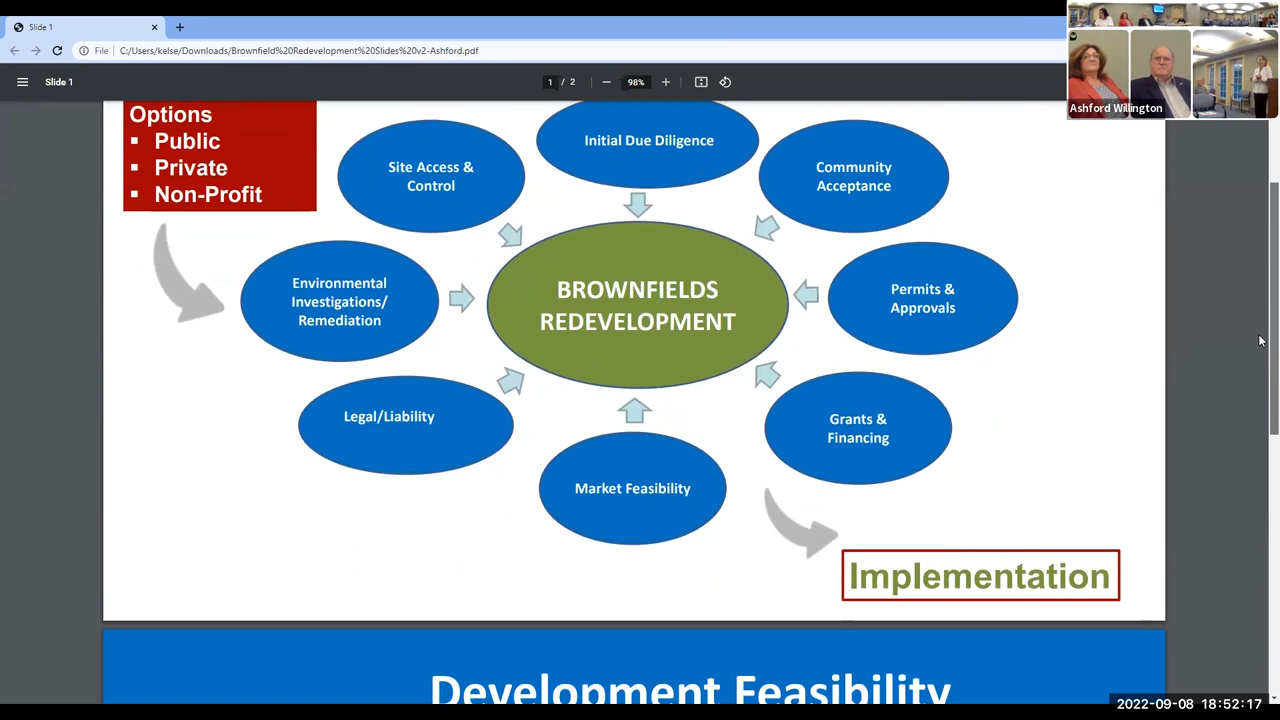 Slide 1
File
C:/Users/kelse/Downloads/Brownfield%20Redevelopment%20Slides%20v2-Ashford.pdf
Slide 1
1 / 2
98%
Ashford Willington
Options
Public
Private
Non-Profit
Site Access &
Control
Initial Due Diligence
Community
Acceptance
Environmental
Investigations/
Remediation
BROWNFIELDS
REDEVELOPMENT
Permits &
Approvals
Legal/Liability
Grants &
Financing
Market Feasibility
Implementation
Development Feasibility
2022-09-08 18:52:17